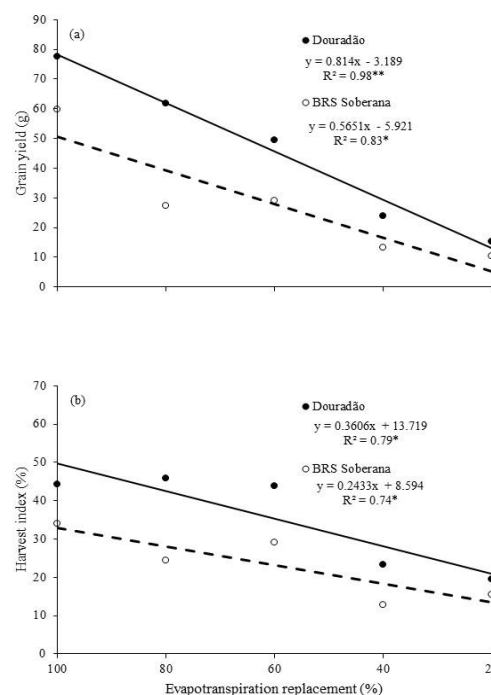 90
80
70
60
50
40
30
20
10
0
Grain yield (g)
(a)
Douradão
y = 0.814x - 3.189
R² = 0.98**
BRS Soberana
y = 0.5651x - 5.921
R² = 0.83*
70
60
50
40
30
20
10
0
Harvest index (%)
(b)
Douradão
y = 0.3606x + 13.719
R² = 0.79*
BRS Soberana
y = 0.2433x + 8.594
R² = 0.74*
100 80 60 40
Evapotranspiration replacement (%)